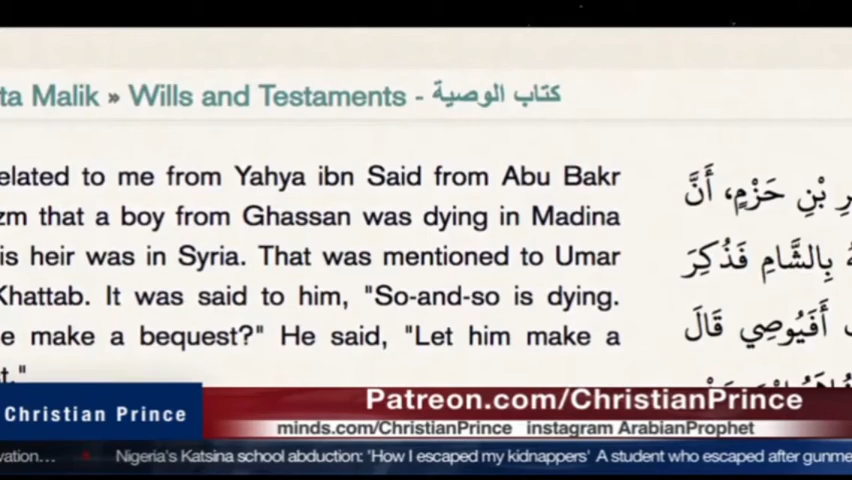 ta Malik » Wills and Testaments - كتاب الوصية
elated to me from Yahya ibn Said from Abu Bakr
zm that a boy from Ghassan was dying in Madina
is heir was in Syria. That was mentioned to Umar
Khattab. It was said to him, "So-and-so is dying.
e make a bequest?" He said, "Let him make a
t."
رِ بْنِ حَزْمٍ، أَنَّ
هُ بِالشَّامِ فَذُكِرَ
أَفَيُوصِي قَالَ
Christian Prince
Patreon.com/ChristianPrince
minds.com/ChristianPrince instagram ArabianProphet
vation... Nigeria's Katsina school abduction: 'How I escaped my kidnappers' A student who escaped after gunme